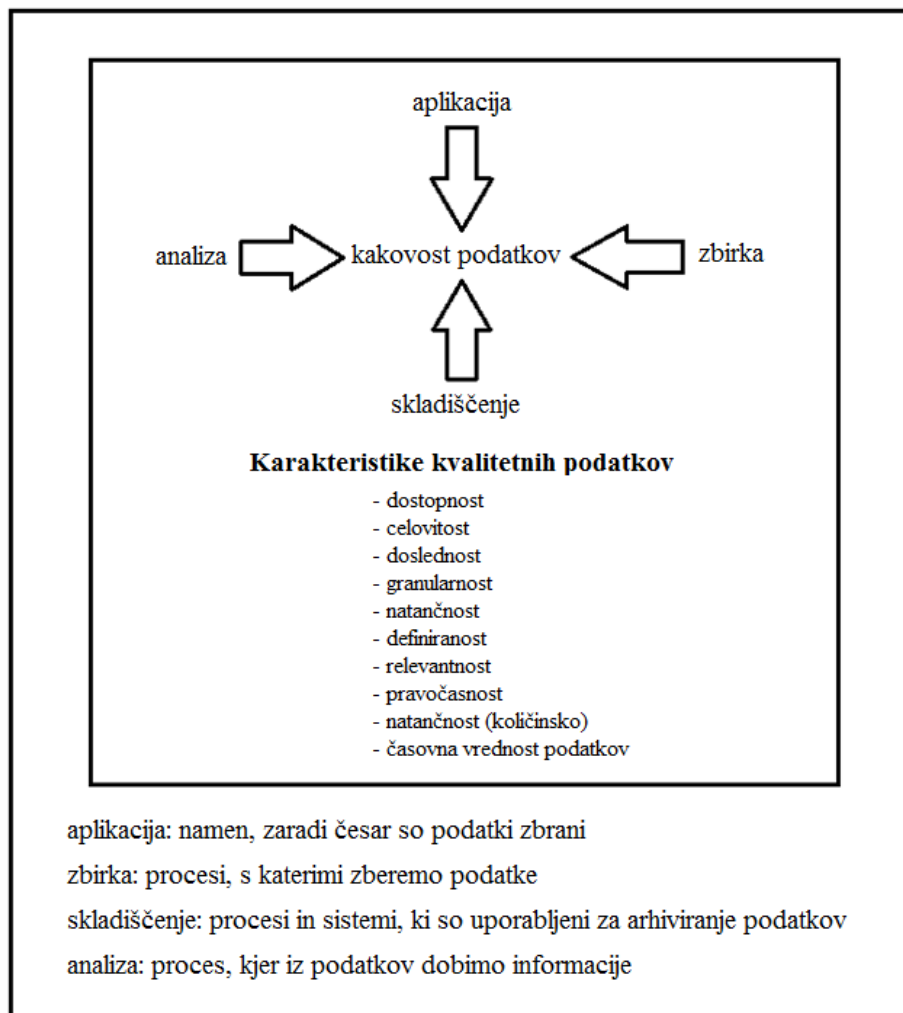 aplikacija
analiza
kakovost podatkov
zbirka
skladiščenje
Karakteristike kvalitetnih podatkov
- dostopnost
- celovitost
- doslednost
- granularnost
- natančnost
- definiranost
- relevantnost
- pravočasnost
- natančnost (količinsko)
- časovna vrednost podatkov
aplikacija: namen, zaradi česar so podatki zbrani
zbirka: procesi, s katerimi zberemo podatke
skladiščenje: procesi in sistemi, ki so uporabljeni za arhiviranje podatkov
analiza: proces, kjer iz podatkov dobimo informacije